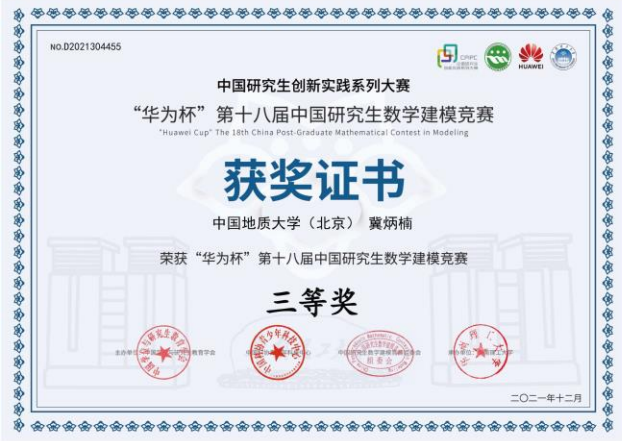 NO.D2021304455
CPIPC
HUAWEI
中国研究生创新实践系列大赛
“华为杯”第十八届中国研究生数学建模竞赛
"Huawei Cup" The 18th China Post-Graduate Mathematical Contest in Modeling
获奖证书
中国地质大学（北京） 冀炳楠
荣获“华为杯”第十八届中国研究生数学建模竞赛
三等奖
二〇二一年十二月